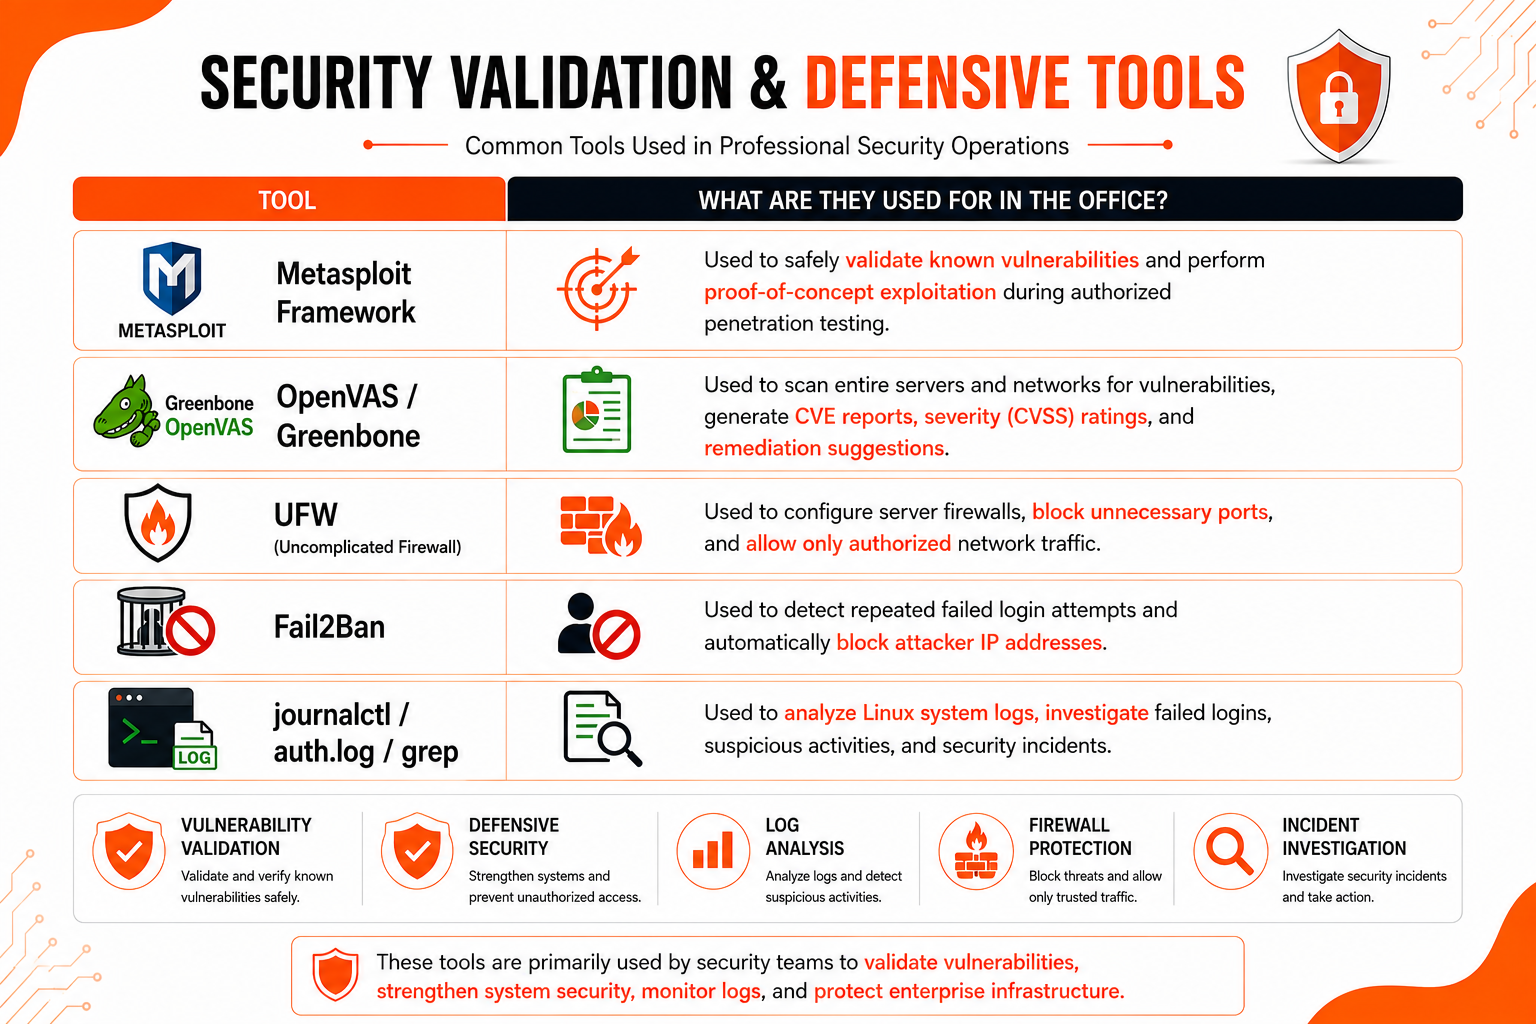 SECURITY VALIDATION & DEFENSIVE TOOLS
Common Tools Used in Professional Security Operations
TOOL
WHAT ARE THEY USED FOR IN THE OFFICE?
METASPLOIT
Metasploit
Framework
Used to safely validate known vulnerabilities and perform
proof-of-concept exploitation during authorized
penetration testing.
Greenbone
OpenVAS
OpenVAS /
Greenbone
Used to scan entire servers and networks for vulnerabilities,
generate CVE reports, severity (CVSS) ratings, and
remediation suggestions.
UFW
(Uncomplicated Firewall)
Used to configure server firewalls, block unnecessary ports,
and allow only authorized network traffic.
Fail2Ban
Used to detect repeated failed login attempts and
automatically block attacker IP addresses.
LOG
journalctl /
auth.log / grep
Used to analyze Linux system logs, investigate failed logins,
suspicious activities, and security incidents.
VULNERABILITY
VALIDATION
Validate and verify known
vulnerabilities safely.
DEFENSIVE
SECURITY
Strengthen systems and
prevent unauthorized access.
LOG
ANALYSIS
Analyze logs and detect
suspicious activities.
FIREWALL
PROTECTION
Block threats and allow
only trusted traffic.
INCIDENT
INVESTIGATION
Investigate security incidents
and take action.
These tools are primarily used by security teams to validate vulnerabilities,
strengthen system security, monitor logs, and protect enterprise infrastructure.